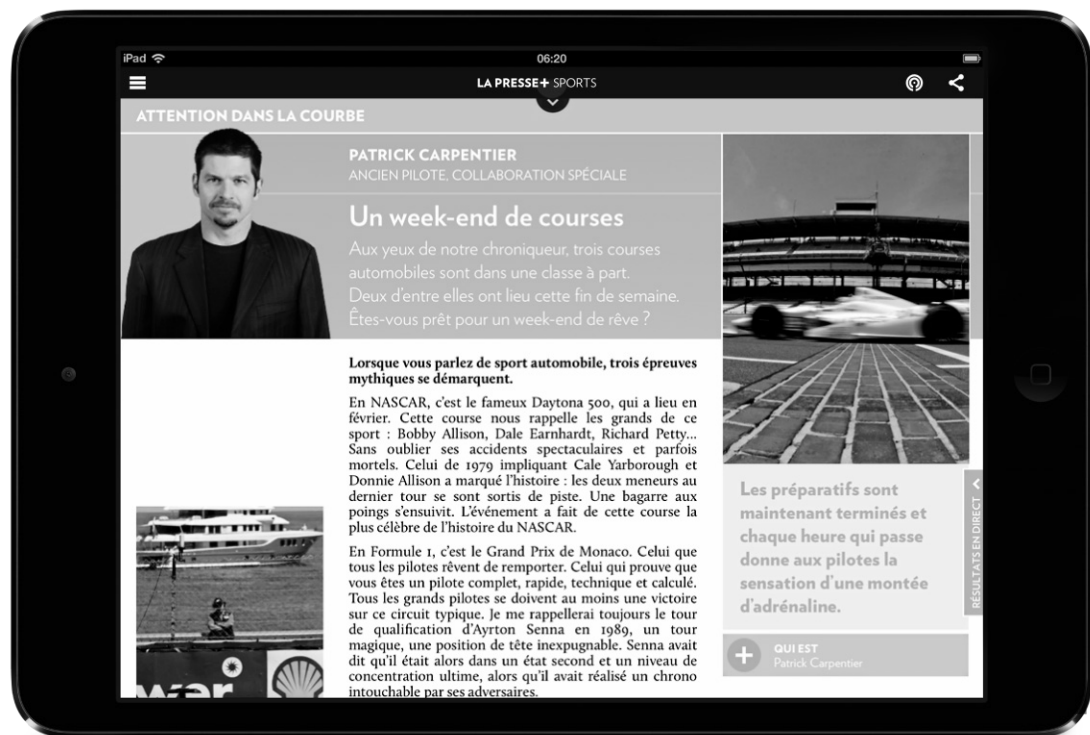 iPad
06:20
LA PRESSE+ SPORTS
ATTENTION DANS LA COURBE
PATRICK CARPENTIER
ANCIEN PILOTE, COLLABORATION SPÉCIALE
Un week-end de courses
Aux yeux de notre chroniqueur, trois courses
automobiles sont dans une classe à part.
Deux d'entre elles ont lieu cette fin de semaine.
Êtes-vous prêt pour un week-end de rêve ?
Lorsque vous parlez de sport automobile, trois épreuves
mythiques se démarquent.
En NASCAR, c'est le fameux Daytona 500, qui a lieu en
février. Cette course nous rappelle les grands de ce
sport : Bobby Allison, Dale Earnhardt, Richard Petty...
Sans oublier ses accidents spectaculaires et parfois
mortels. Celui de 1979 impliquant Cale Yarborough et
Donnie Allison a marqué l'histoire : les deux meneurs au
dernier tour se sont sortis de piste. Une bagarre aux
poings s'ensuivit. L'événement a fait de cette course la
plus célèbre de l'histoire du NASCAR.
En Formule 1, c'est le Grand Prix de Monaco. Celui que
tous les pilotes rêvent de remporter. Celui qui prouve que
vous êtes un pilote complet, rapide, technique et calculé.
Tous les grands pilotes se doivent au moins une victoire
sur ce circuit typique. Je me rappellerai toujours le tour
de qualification d'Ayrton Senna en 1989, un tour
magique, une position de tête inexpugnable. Senna avait
dit qu'il était alors dans un état second et un niveau de
concentration ultime, alors qu'il avait réalisé un chrono
intouchable par ses adversaires.
Les préparatifs sont
maintenant terminés et
chaque heure qui passe
donne aux pilotes la
sensation d'une montée
d'adrénaline.
RÉSULTATS EN DIRECT
QUI EST
Patrick Carpentier